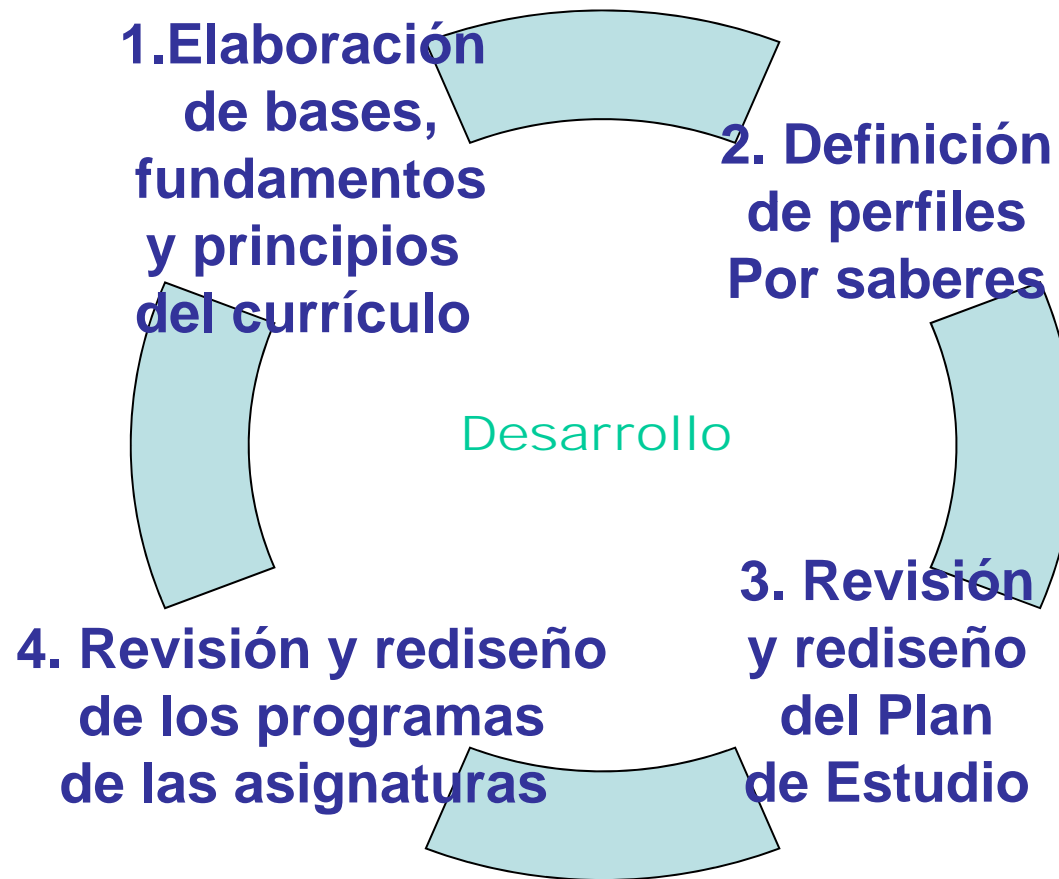 1.Elaboración
de bases,
fundamentos
y principios
del currículo
2. Definición
de perfiles
Por saberes
Desarrollo
3. Revisión
y rediseño
del Plan
de Estudio
4. Revisión y rediseño
de los programas
de las asignaturas